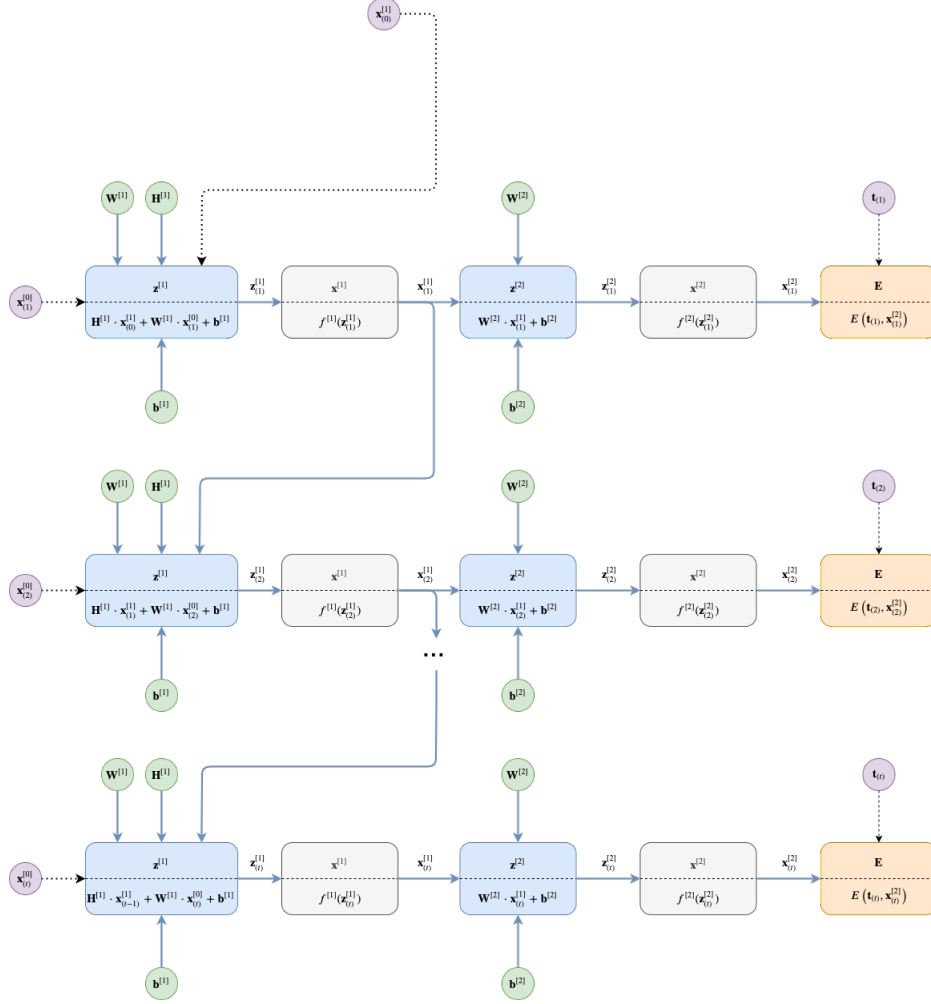 x₍₀₎^[1]
W^[1] H^[1] W^[2] t₍₁₎
x₍₁₎^[0]
z^[1] z₍₁₎^[1] x^[1] x₍₁₎^[1] z^[2] z₍₁₎^[2] x^[2] x₍₁₎^[2] E
H^[1] · x₍₀₎^[1] + W^[1] · x₍₁₎^[0] + b^[1] f^[1](z₍₁₎^[1]) W^[2] · x₍₁₎^[1] + b^[2] f^[2](z₍₁₎^[2]) E (t₍₁₎, x₍₁₎^[2])
b^[1] b^[2]
W^[1] H^[1] W^[2] t₍₂₎
x₍₂₎^[0]
z^[1] z₍₂₎^[1] x^[1] x₍₂₎^[1] z^[2] z₍₂₎^[2] x^[2] x₍₂₎^[2] E
H^[1] · x₍₁₎^[1] + W^[1] · x₍₂₎^[0] + b^[1] f^[1](z₍₂₎^[1]) W^[2] · x₍₂₎^[1] + b^[2] f^[2](z₍₂₎^[2]) E (t₍₂₎, x₍₂₎^[2])
...
b^[1] b^[2]
W^[1] H^[1] W^[2] t₍ₜ₎
x₍ₜ₎^[0]
z^[1] z₍ₜ₎^[1] x^[1] x₍ₜ₎^[1] z^[2] z₍ₜ₎^[2] x^[2] x₍ₜ₎^[2] E
H^[1] · x₍ₜ₋₁₎^[1] + W^[1] · x₍ₜ₎^[0] + b^[1] f^[1](z₍ₜ₎^[1]) W^[2] · x₍ₜ₎^[1] + b^[2] f^[2](z₍ₜ₎^[2]) E (t₍ₜ₎, x₍ₜ₎^[2])
b^[1] b^[2]